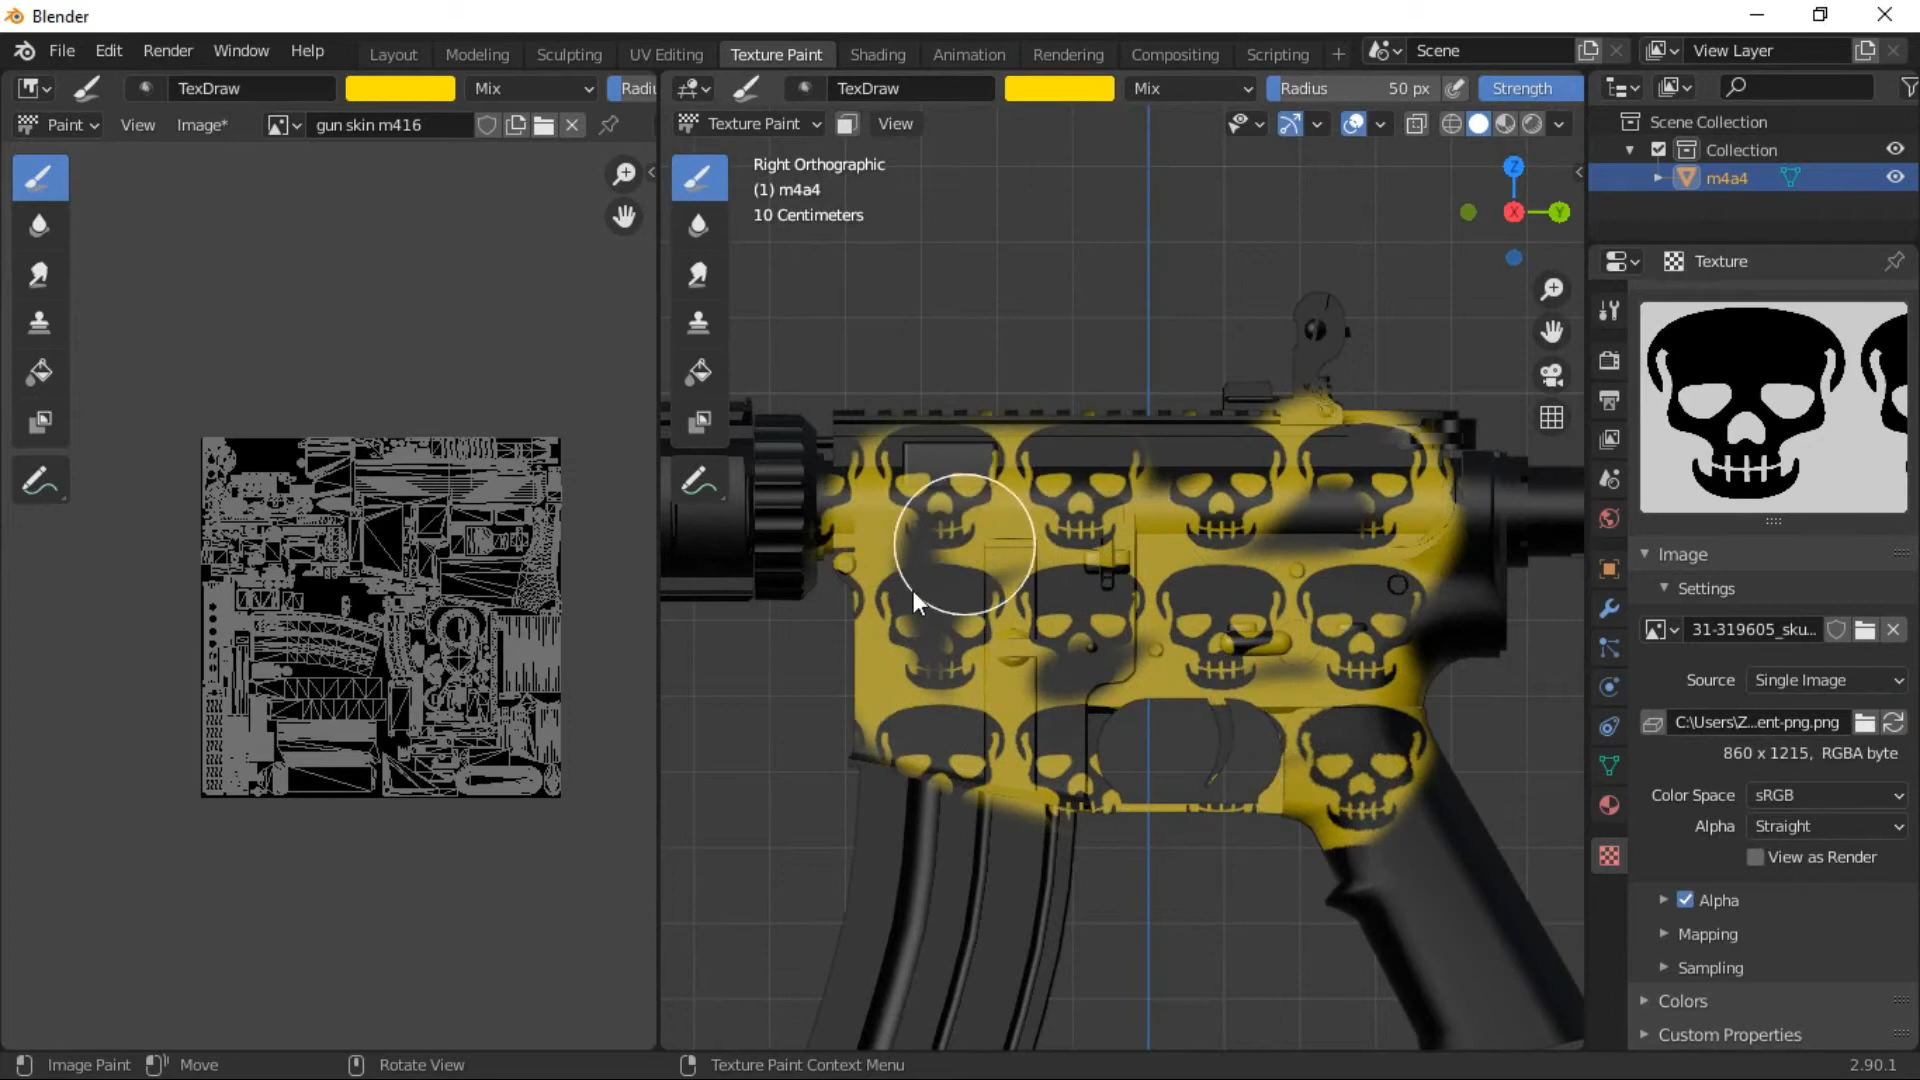 Blender
File Edit Render Window Help Layout Modeling Sculpting UV Editing Texture Paint Shading Animation Rendering Compositing Scripting + Scene View Layer
TexDraw Mix Radi TexDraw Mix Radius 50 px Strength
Paint View Image* gun skin m416 Texture Paint View
Scene Collection
Collection
m4a4
Right Orthographic
(1) m4a4
10 Centimeters
Z
X
Y
Texture
Image
Settings
31-319605_sku...
Source Single Image
C:\Users\Z...ent-png.png
860 x 1215, RGBA byte
Color Space sRGB
Alpha Straight
View as Render
Alpha
Mapping
Sampling
Colors
Custom Properties
Image Paint Move Rotate View Texture Paint Context Menu 2.90.1